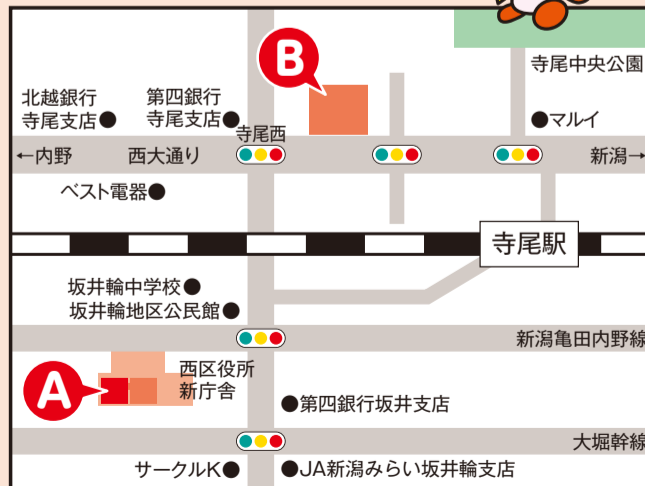 B
寺尾中央公園
北越銀行
寺尾支店●
第四銀行
寺尾支店●
●マルイ
寺尾西
←内野
西大通り
新潟→
ベスト電器●
寺尾駅
坂井輪中学校●
坂井輪地区公民館●
新潟亀田内野線
西区役所
新庁舎
A
●第四銀行坂井支店
大堀幹線
サークルK●
●JA新潟みらい坂井輪支店